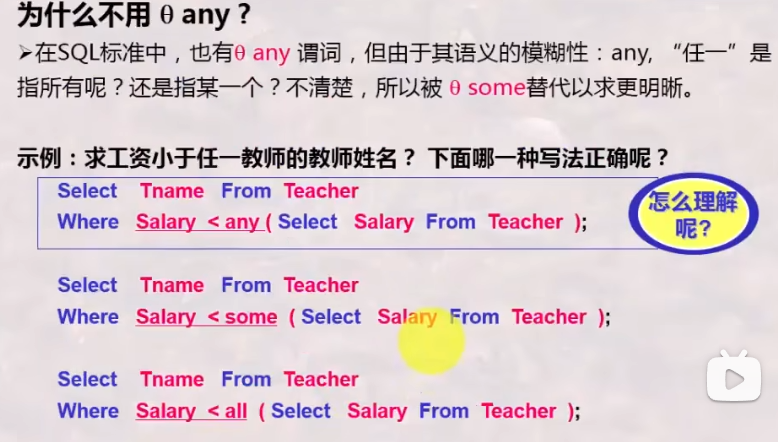 为什么不用 θ any ?
➢在SQL标准中，也有θ any 谓词，但由于其语义的模糊性：any, “任一”是
指所有呢？还是指某一个？不清楚，所以被 θ some替代以求更明晰。
示例：求工资小于任一教师的教师姓名？ 下面哪一种写法正确呢？
Select Tname From Teacher
Where Salary < any ( Select Salary From Teacher );
怎么理解
呢?
Select Tname From Teacher
Where Salary < some ( Select Salary From Teacher );
Select Tname From Teacher
Where Salary < all ( Select Salary From Teacher );